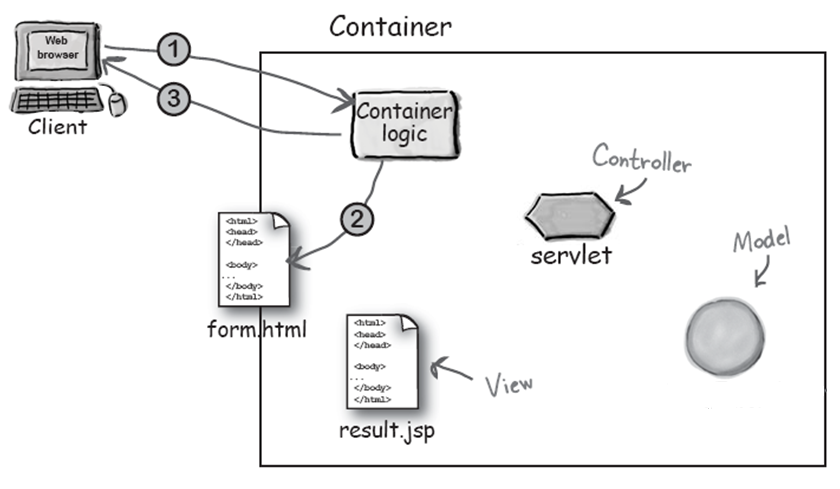 Container
Web
browser
1
3
Client
Container
logic
Controller
2
<html>
<head>
</head>
<body>
...
</body>
</html>
form.html
servlet
Model
<html>
<head>
</head>
<body>
...
</body>
</html>
result.jsp
View